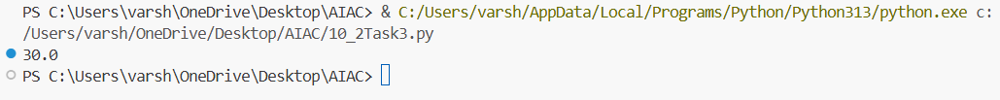 PS C:\Users\varsh\OneDrive\Desktop\AIAC> & C:/Users/varsh/AppData/Local/Programs/Python/Python313/python.exe c:
/Users/varsh/OneDrive/Desktop/AIAC/10_2Task3.py
30.0
PS C:\Users\varsh\OneDrive\Desktop\AIAC>